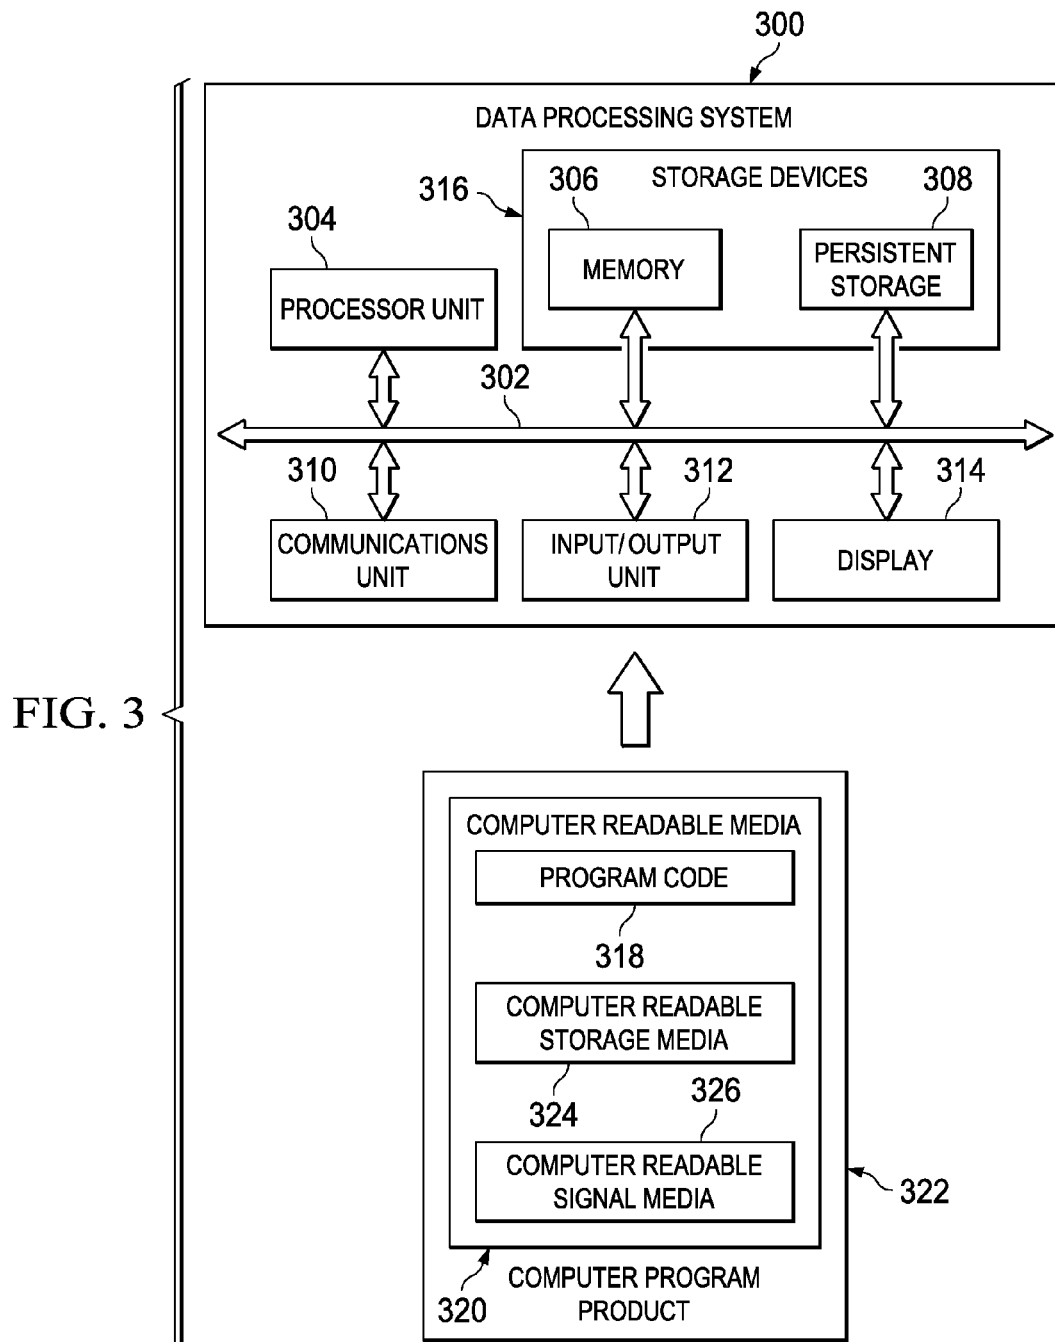 300
DATA PROCESSING SYSTEM
316
306
STORAGE DEVICES
308
304
MEMORY
PERSISTENT
STORAGE
PROCESSOR UNIT
302
310
312
314
COMMUNICATIONS
UNIT
INPUT/OUTPUT
UNIT
DISPLAY
FIG. 3
COMPUTER READABLE MEDIA
PROGRAM CODE
318
COMPUTER READABLE
STORAGE MEDIA
324
326
COMPUTER READABLE
SIGNAL MEDIA
322
320
COMPUTER PROGRAM
PRODUCT